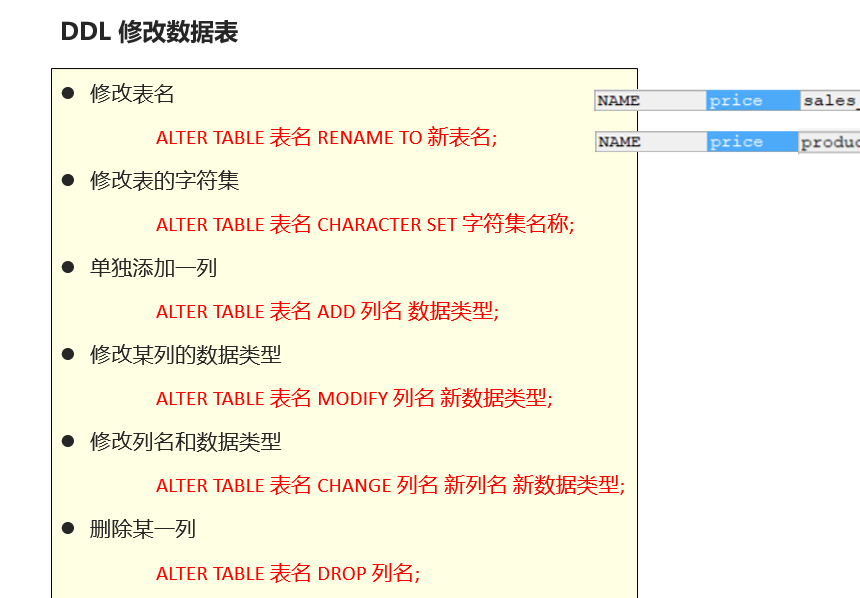 DDL 修改数据表
● 修改表名
ALTER TABLE 表名 RENAME TO 新表名;
● 修改表的字符集
ALTER TABLE 表名 CHARACTER SET 字符集名称;
● 单独添加一列
ALTER TABLE 表名 ADD 列名 数据类型;
● 修改某列的数据类型
ALTER TABLE 表名 MODIFY 列名 新数据类型;
● 修改列名和数据类型
ALTER TABLE 表名 CHANGE 列名 新列名 新数据类型;
● 删除某一列
ALTER TABLE 表名 DROP 列名;
NAME price sales_
NAME price produc